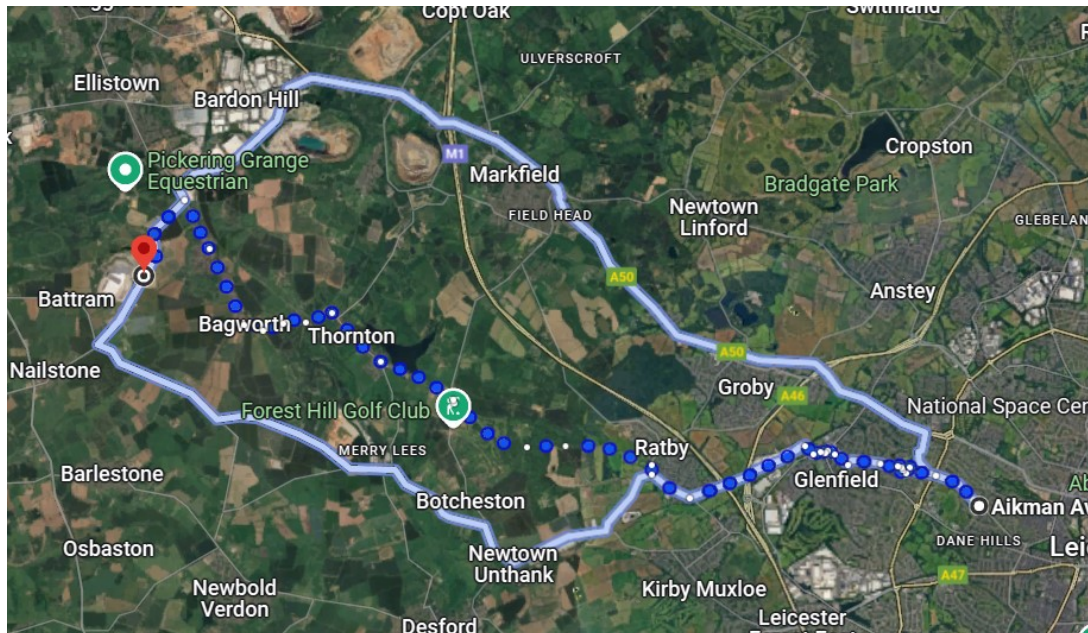 Copt Oak
Swithland
ULVERSCROFT
Ellistown
Bardon Hill
Cropston
M1
Pickering Grange
Equestrian
Markfield
Bradgate Park
FIELD HEAD
Newtown
Linford
A50
Anstey
Battram
Bagworth
Thornton
A50
Nailstone
Groby
A46
National Space Cen
Forest Hill Golf Club
Ratby
MERRY LEES
Barlestone
Glenfield
Botcheston
Aikman Av
DANE HILLS
Osbaston
Newtown
Unthank
Lei
A47
Newbold
Verdon
Kirby Muxloe
Desford
Leicester